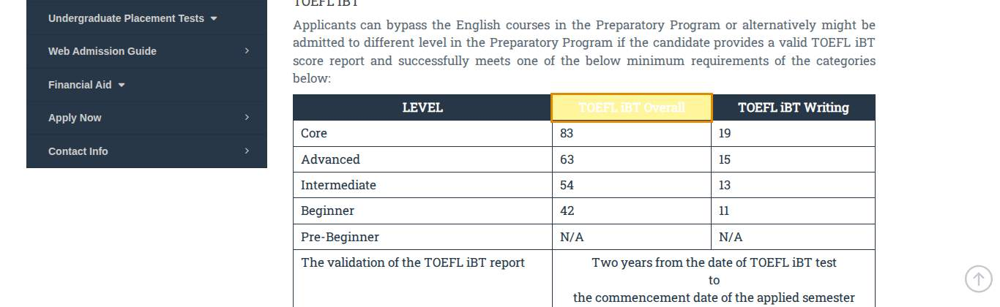 Undergraduate Placement Tests
Web Admission Guide
Financial Aid
Apply Now
Contact Info
TOEFL iBT
Applicants can bypass the English courses in the Preparatory Program or alternatively might be
admitted to different level in the Preparatory Program if the candidate provides a valid TOEFL iBT
score report and successfully meets one of the below minimum requirements of the categories
below:
LEVEL TOEFL iBT Overall TOEFL iBT Writing
Core 83 19
Advanced 63 15
Intermediate 54 13
Beginner 42 11
Pre-Beginner N/A N/A
The validation of the TOEFL iBT report Two years from the date of TOEFL iBT test
to
the commencement date of the applied semester